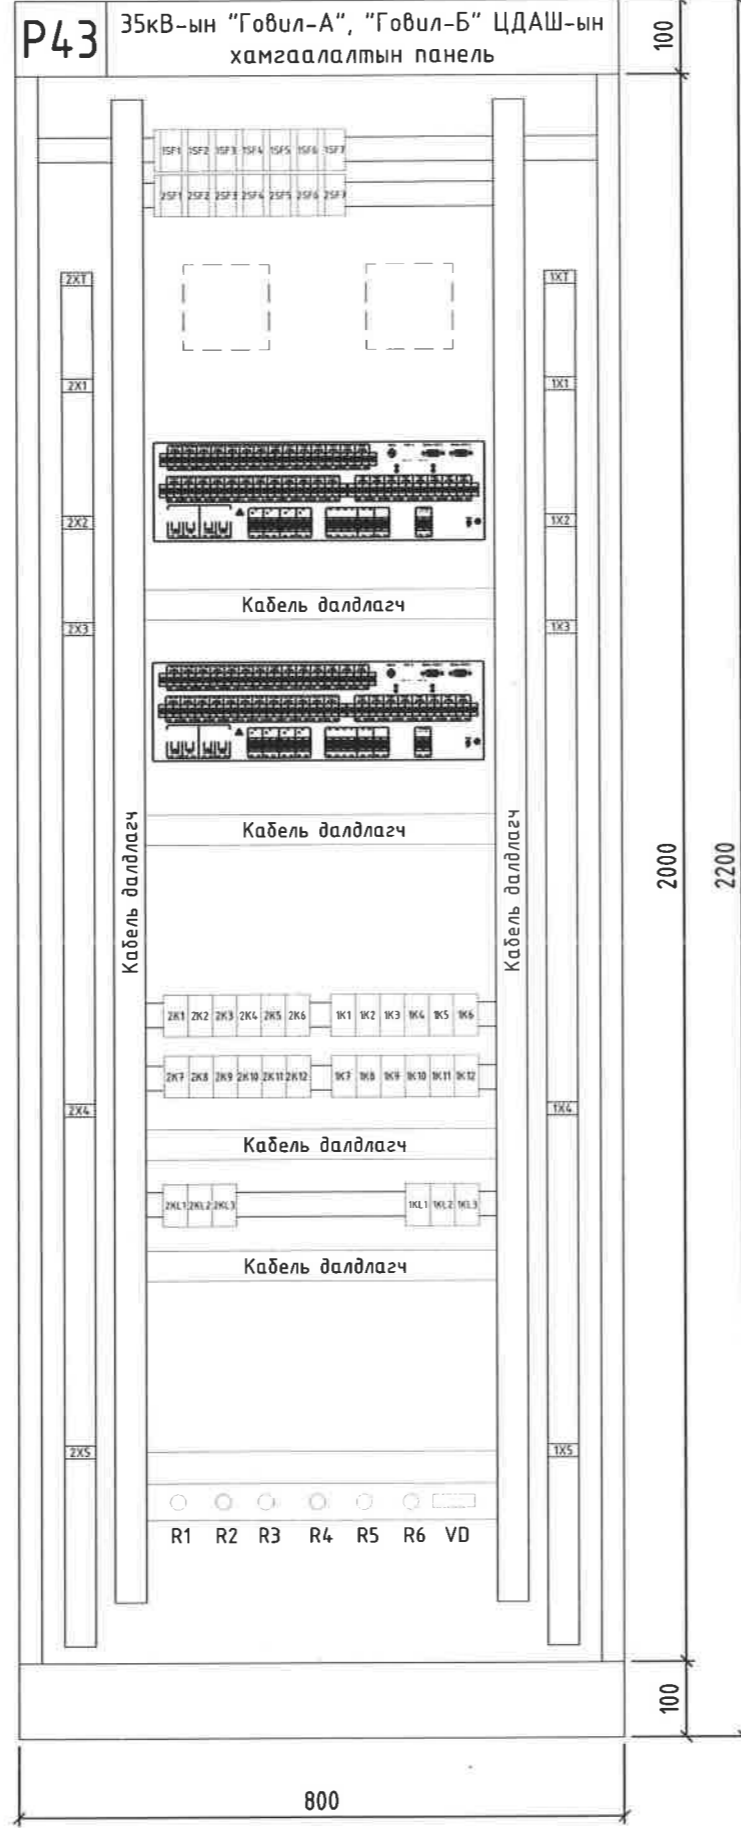 P43
35кВ-ын "Говил-А", "Говил-Б" ЦДАШ-ын
хамгаалалтын панель
100
1SF1 1SF2 1SF3 1SF4 1SF5 1SF6 1SF7
2SF1 2SF2 2SF3 2SF4 2SF5 2SF6 2SF7
2XT
1XT
2X1
1X1
2X2
1X2
Кабель далдлагч
2X3
1X3
Кабель далдлагч
Кабель далдлагч
Кабель далдлагч
2000
2200
2K1 2K2 2K3 2K4 2K5 2K6 1K1 1K2 1K3 1K4 1K5 1K6
2K7 2K8 2K9 2K10 2K11 2K12 1K7 1K8 1K9 1K10 1K11 1K12
2X4
1X4
Кабель далдлагч
2KL1 2KL2 2KL3 1KL1 1KL2 1KL3
Кабель далдлагч
2X5
1X5
R1 R2 R3 R4 R5 R6 VD
100
800